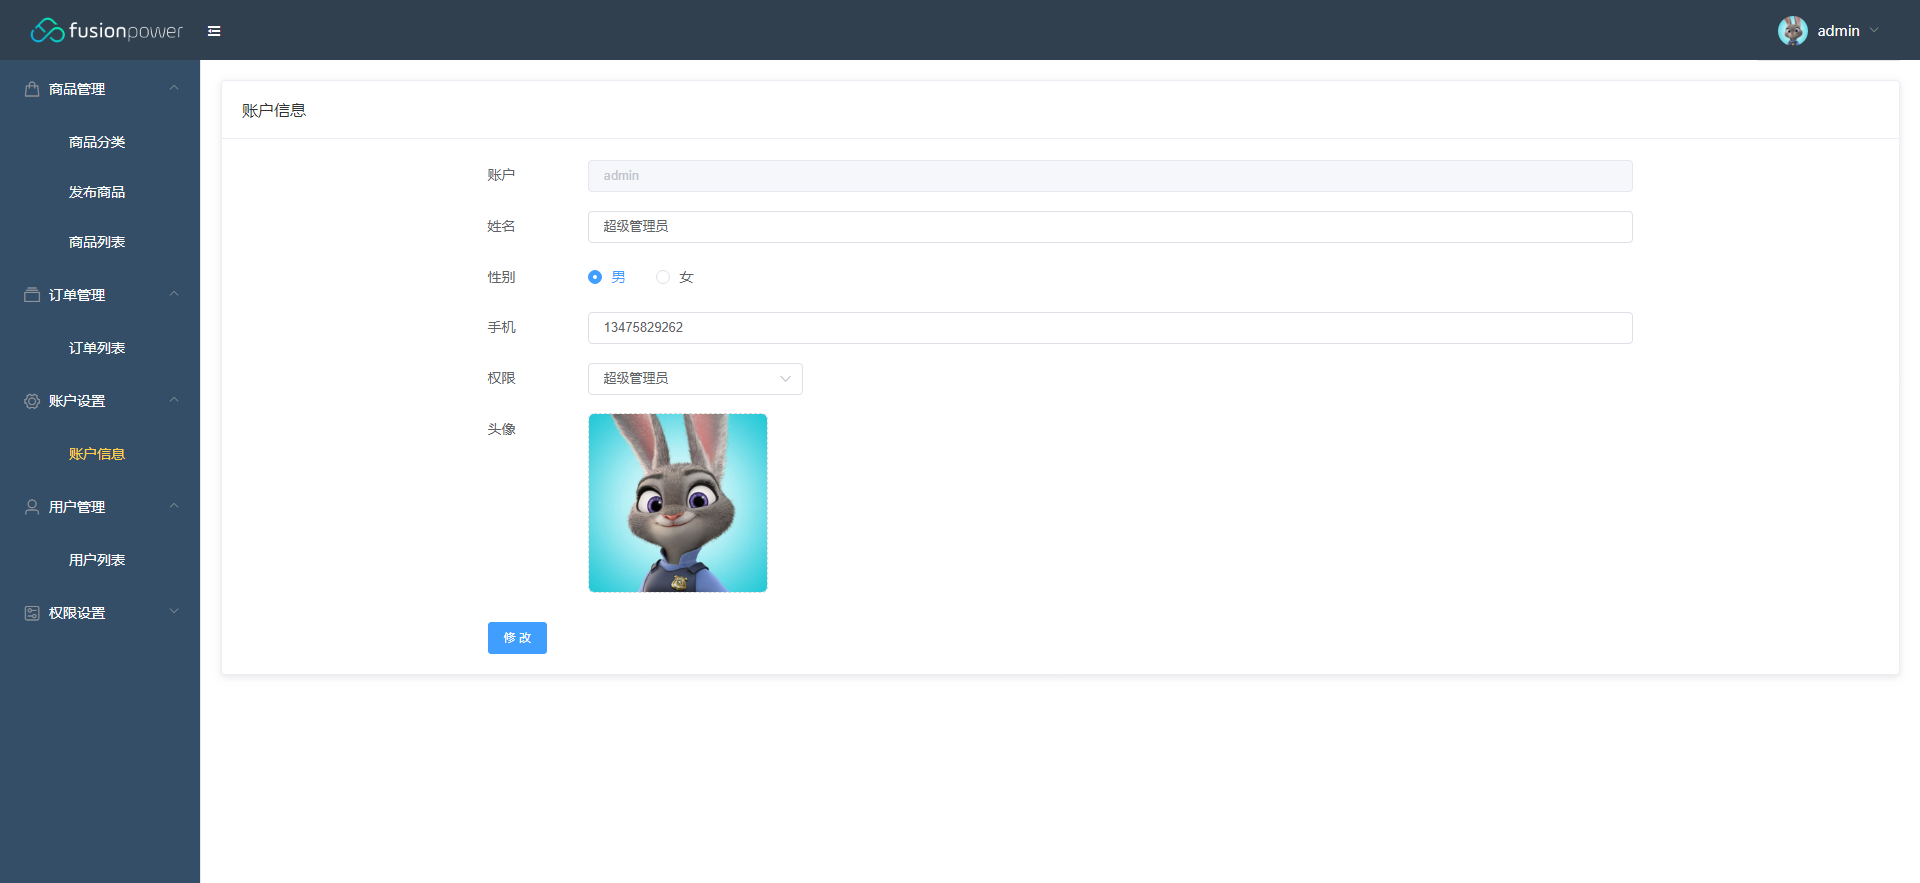 fusionpower
admin
商品管理
商品分类
发布商品
商品列表
订单管理
订单列表
账户设置
账户信息
用户管理
用户列表
权限设置
账户信息
账户 admin
姓名 超级管理员
性别 男 女
手机 13475829262
权限 超级管理员
头像
修 改